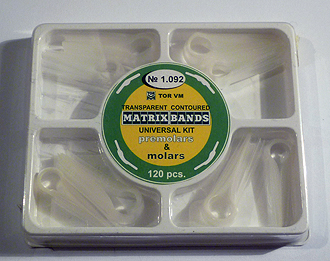 № 1.092
TOR VM
TRANSPARENT CONTOURED
MATRIX BANDS
UNIVERSAL KIT
premolars
&
molars
120 pcs.